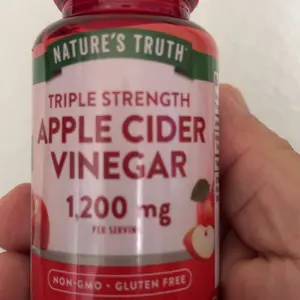 NATURE'S TRUTH
TRIPLE STRENGTH
APPLE CIDER
VINEGAR
1,200 mg
PER SERVING
NON-GMO • GLUTEN FREE